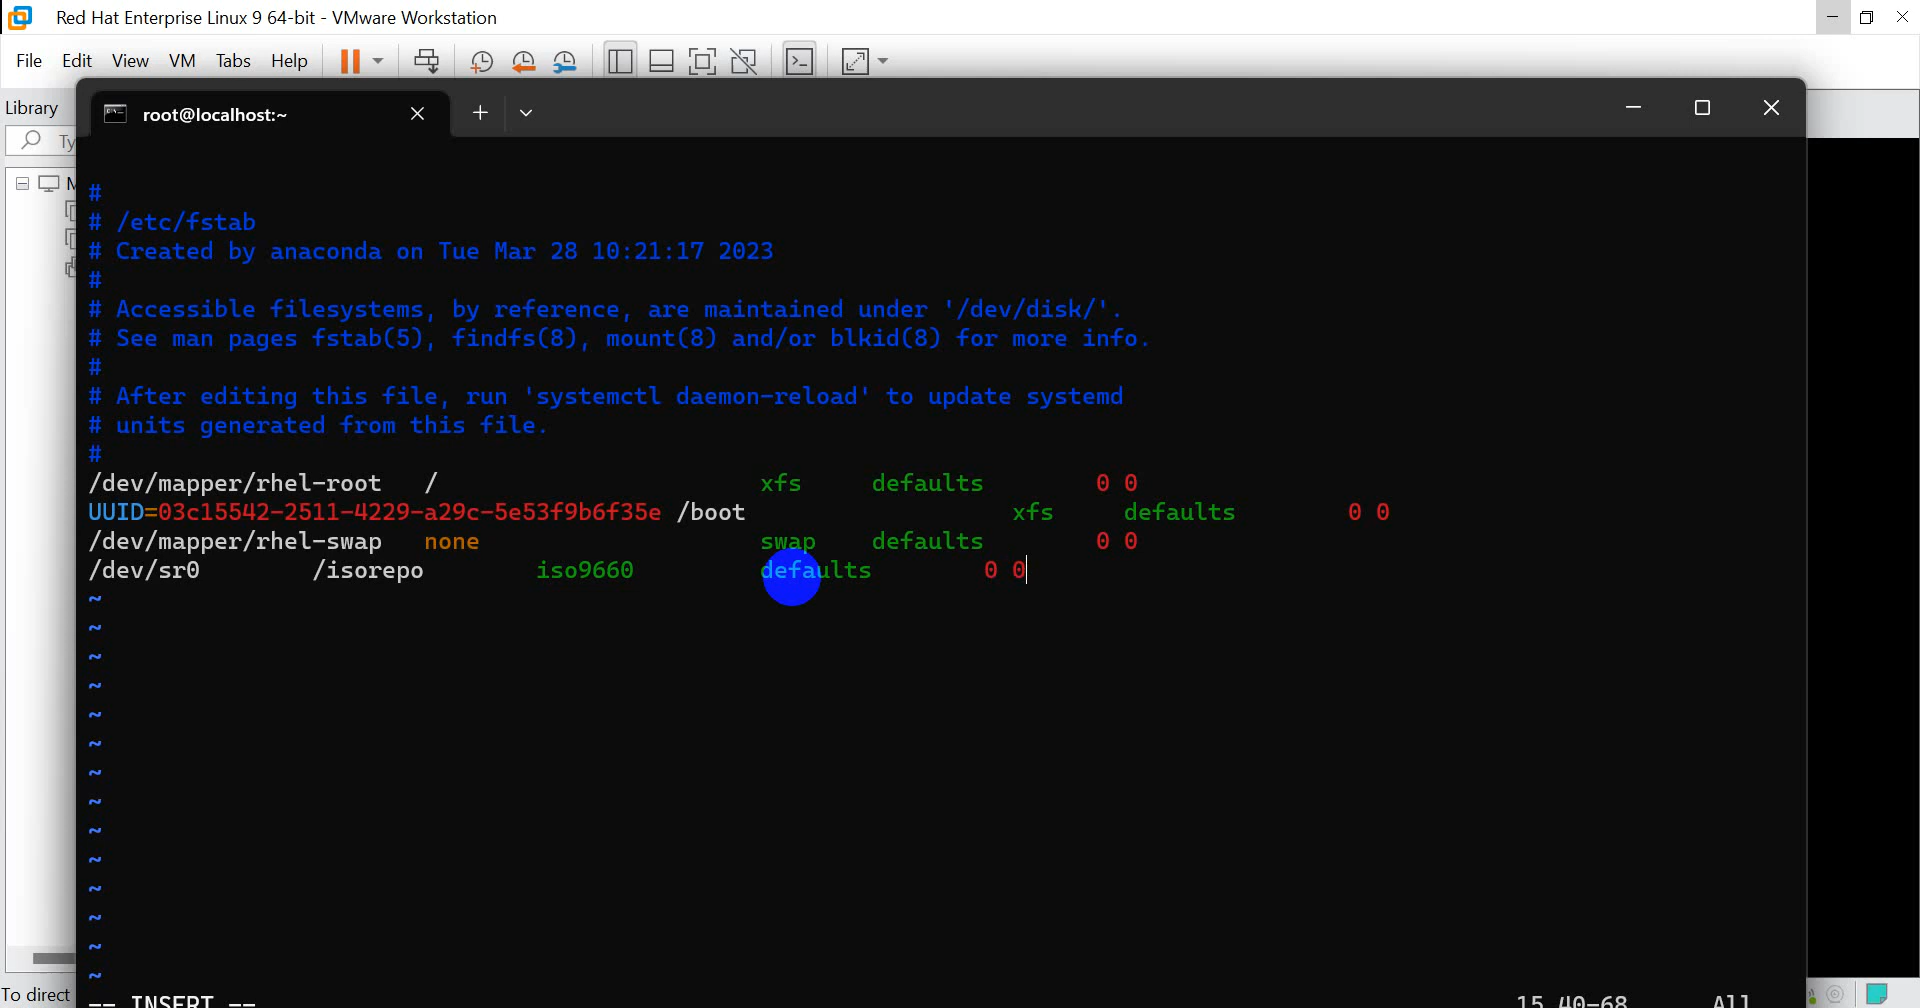 Red Hat Enterprise Linux 9 64-bit - VMware Workstation
File Edit View VM Tabs Help
Library
root@localhost:~
Ty
#
# /etc/fstab
# Created by anaconda on Tue Mar 28 10:21:17 2023
#
# Accessible filesystems, by reference, are maintained under '/dev/disk/'.
# See man pages fstab(5), findfs(8), mount(8) and/or blkid(8) for more info.
#
# After editing this file, run 'systemctl daemon-reload' to update systemd
# units generated from this file.
#
/dev/mapper/rhel-root / xfs defaults 0 0
UUID=03c15542-2511-4229-a29c-5e53f9b6f35e /boot xfs defaults 0 0
/dev/mapper/rhel-swap none swap defaults 0 0
/dev/sr0 /isorepo iso9660 defaults 0 0
~
~
~
~
~
~
~
~
~
~
~
~
~
~
To direct
-- INSERT -- 15,40-68 All